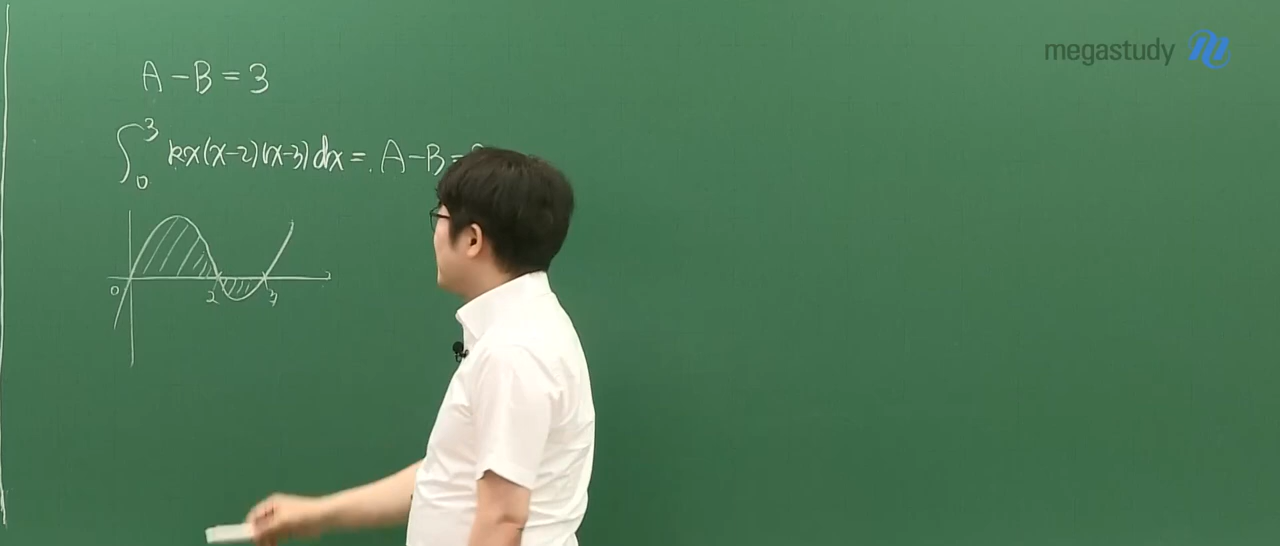 megastudy
A-B=3
∫₀³ kx(x-2)(x-3)dx = A-B=
0 2 3